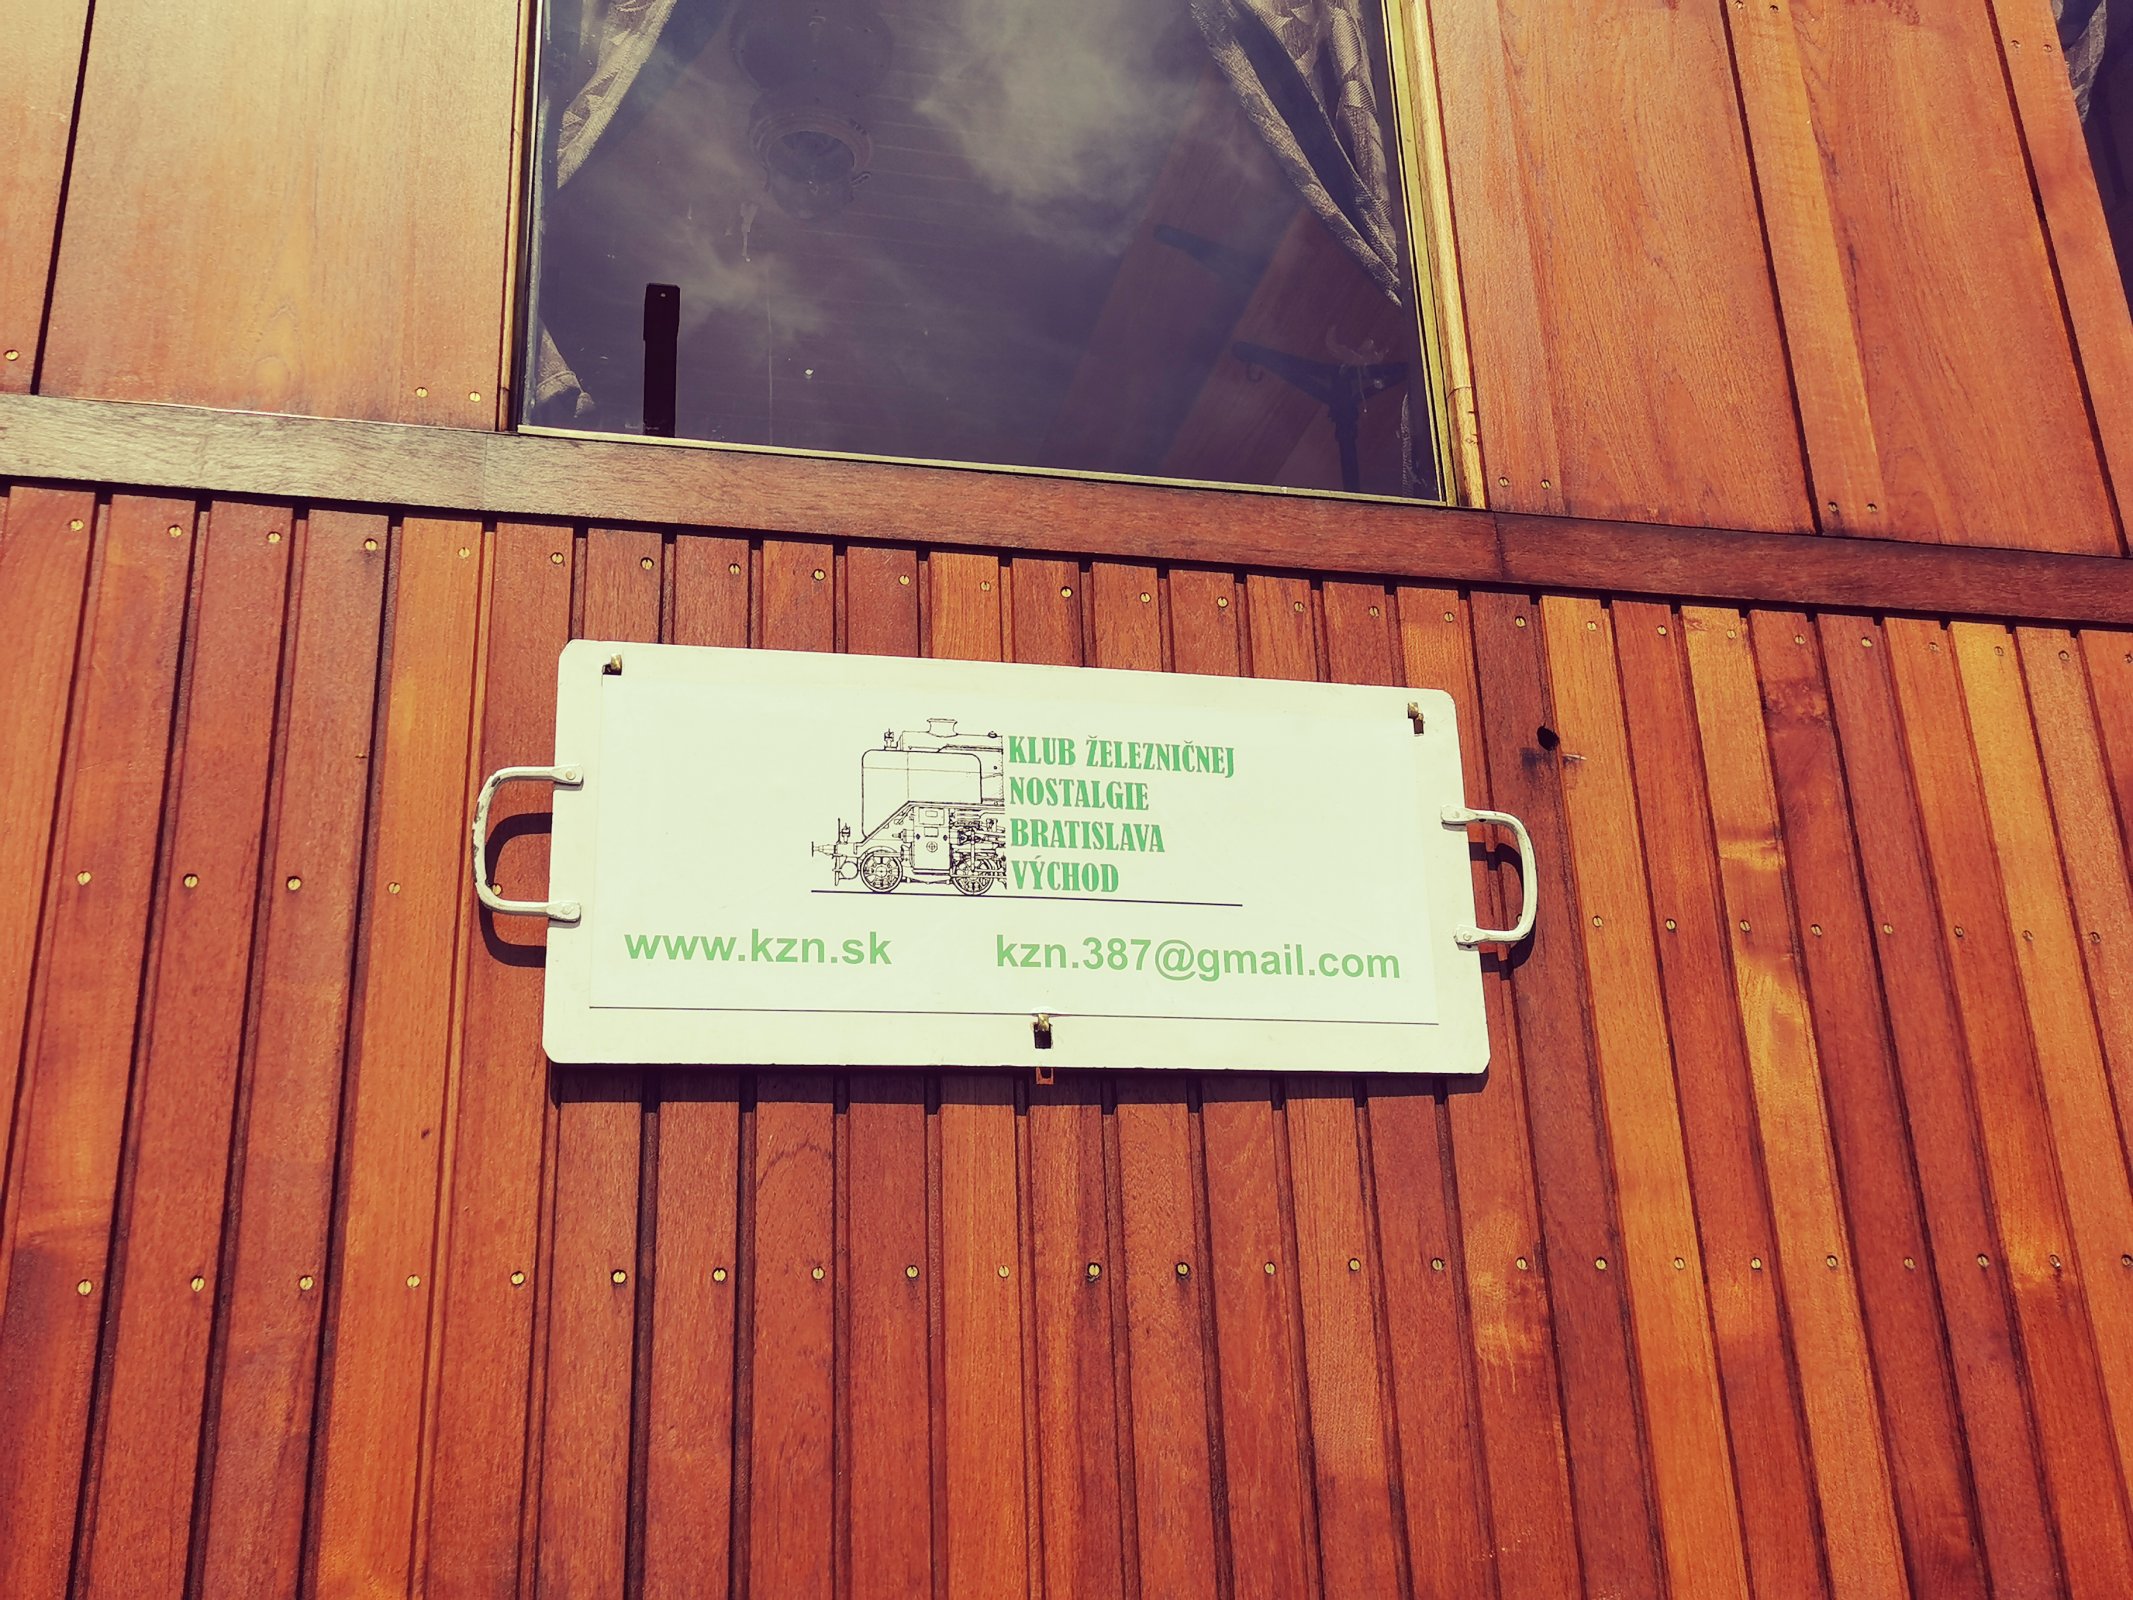 KLUB ŽELEZNIČNEJ
NOSTALGIE
BRATISLAVA
VÝCHOD
www.kzn.sk kzn.387@gmail.com